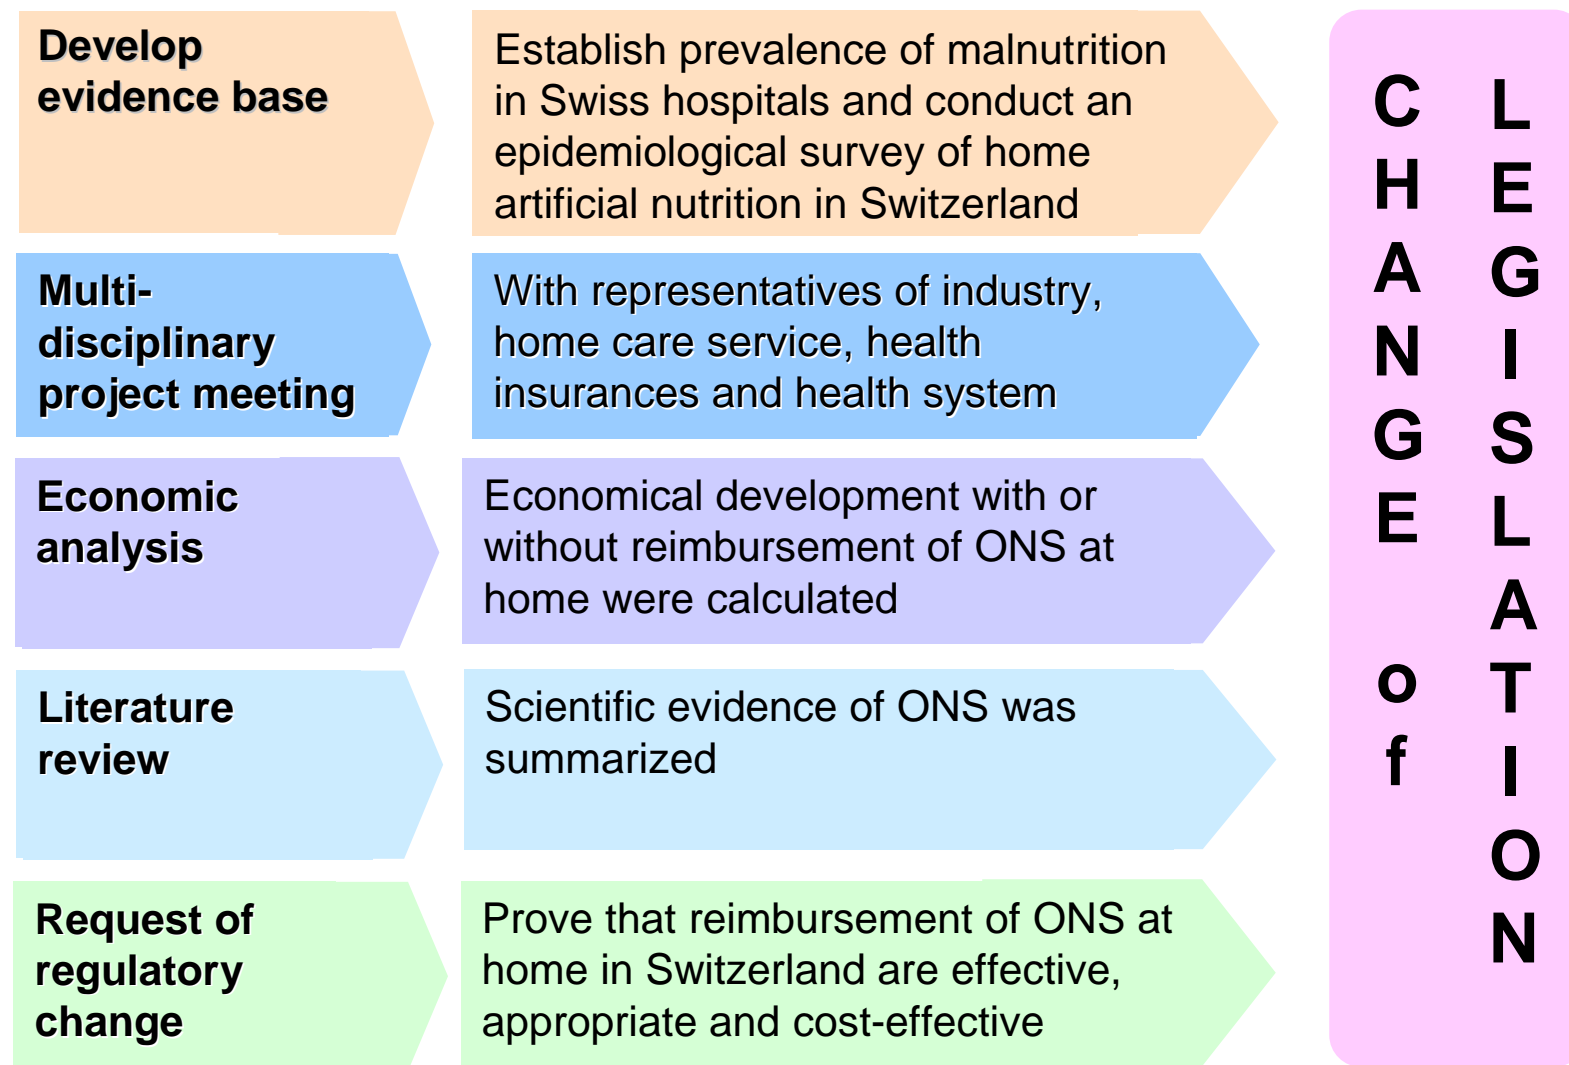 Develop
evidence base
Establish prevalence of malnutrition
in Swiss hospitals and conduct an
epidemiological survey of home
artificial nutrition in Switzerland
Multi-
disciplinary
project meeting
With representatives of industry,
home care service, health
insurances and health system
Economic
analysis
Economical development with or
without reimbursement of ONS at
home were calculated
Literature
review
Scientific evidence of ONS was
summarized
Request of
regulatory
change
Prove that reimbursement of ONS at
home in Switzerland are effective,
appropriate and cost-effective
CHANGE of
LEGISLATION